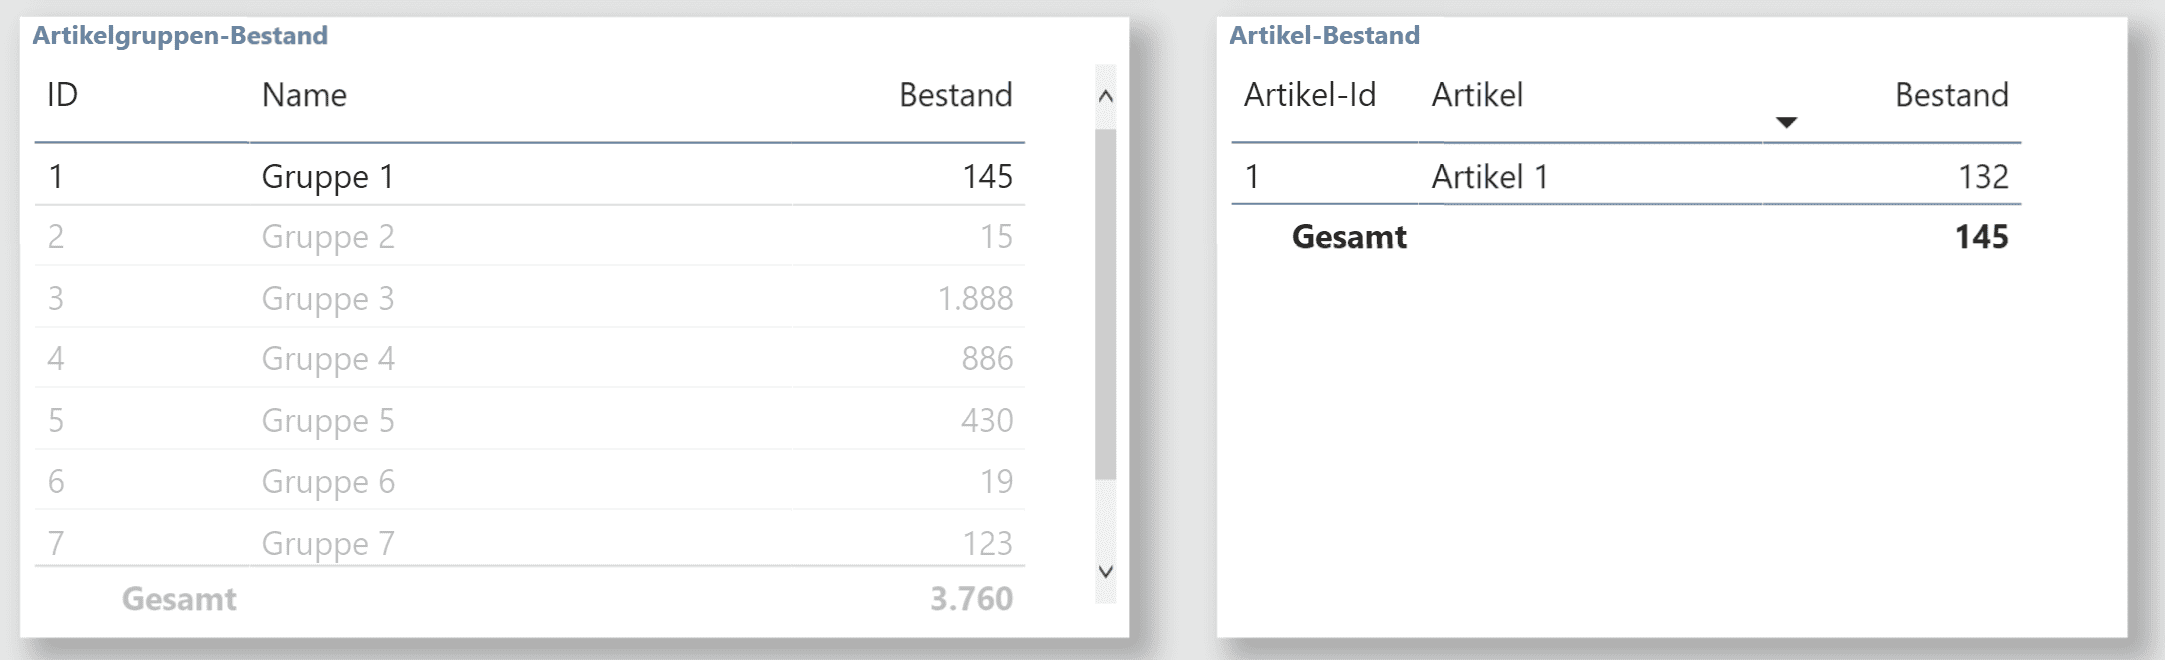 Artikelgruppen-Bestand
ID Name Bestand
1 Gruppe 1 145
2 Gruppe 2 15
3 Gruppe 3 1.888
4 Gruppe 4 886
5 Gruppe 5 430
6 Gruppe 6 19
7 Gruppe 7 123
Gesamt 3.760
Artikel-Bestand
Artikel-Id Artikel Bestand
1 Artikel 1 132
Gesamt 145